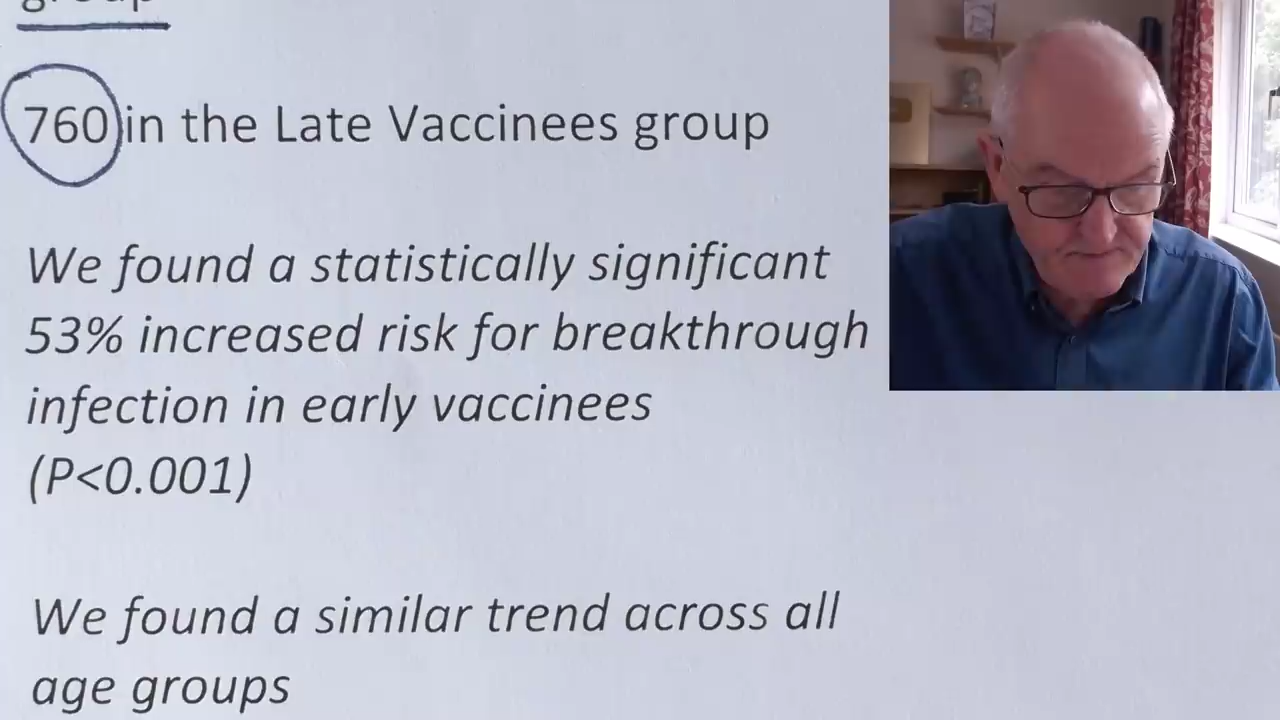 group
760 in the Late Vaccinees group
We found a statistically significant
53% increased risk for breakthrough
infection in early vaccinees
(P<0.001)
We found a similar trend across all
age groups